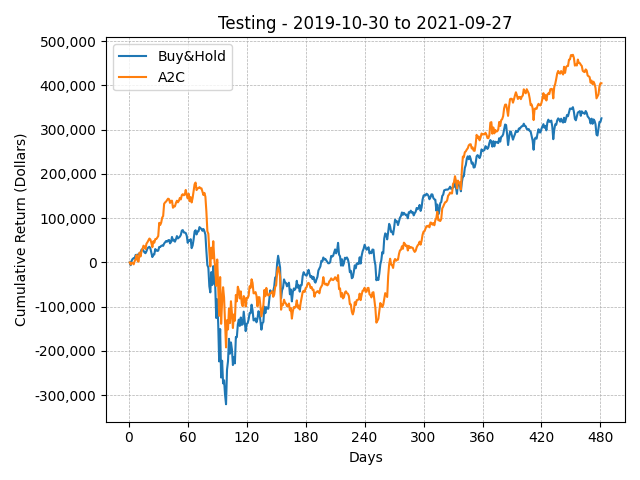 Testing - 2019-10-30 to 2021-09-27
500,000
400,000
300,000
200,000
100,000
0
-100,000
-200,000
-300,000
Cumulative Return (Dollars)
Buy&Hold
A2C
0 60 120 180 240 300 360 420 480
Days